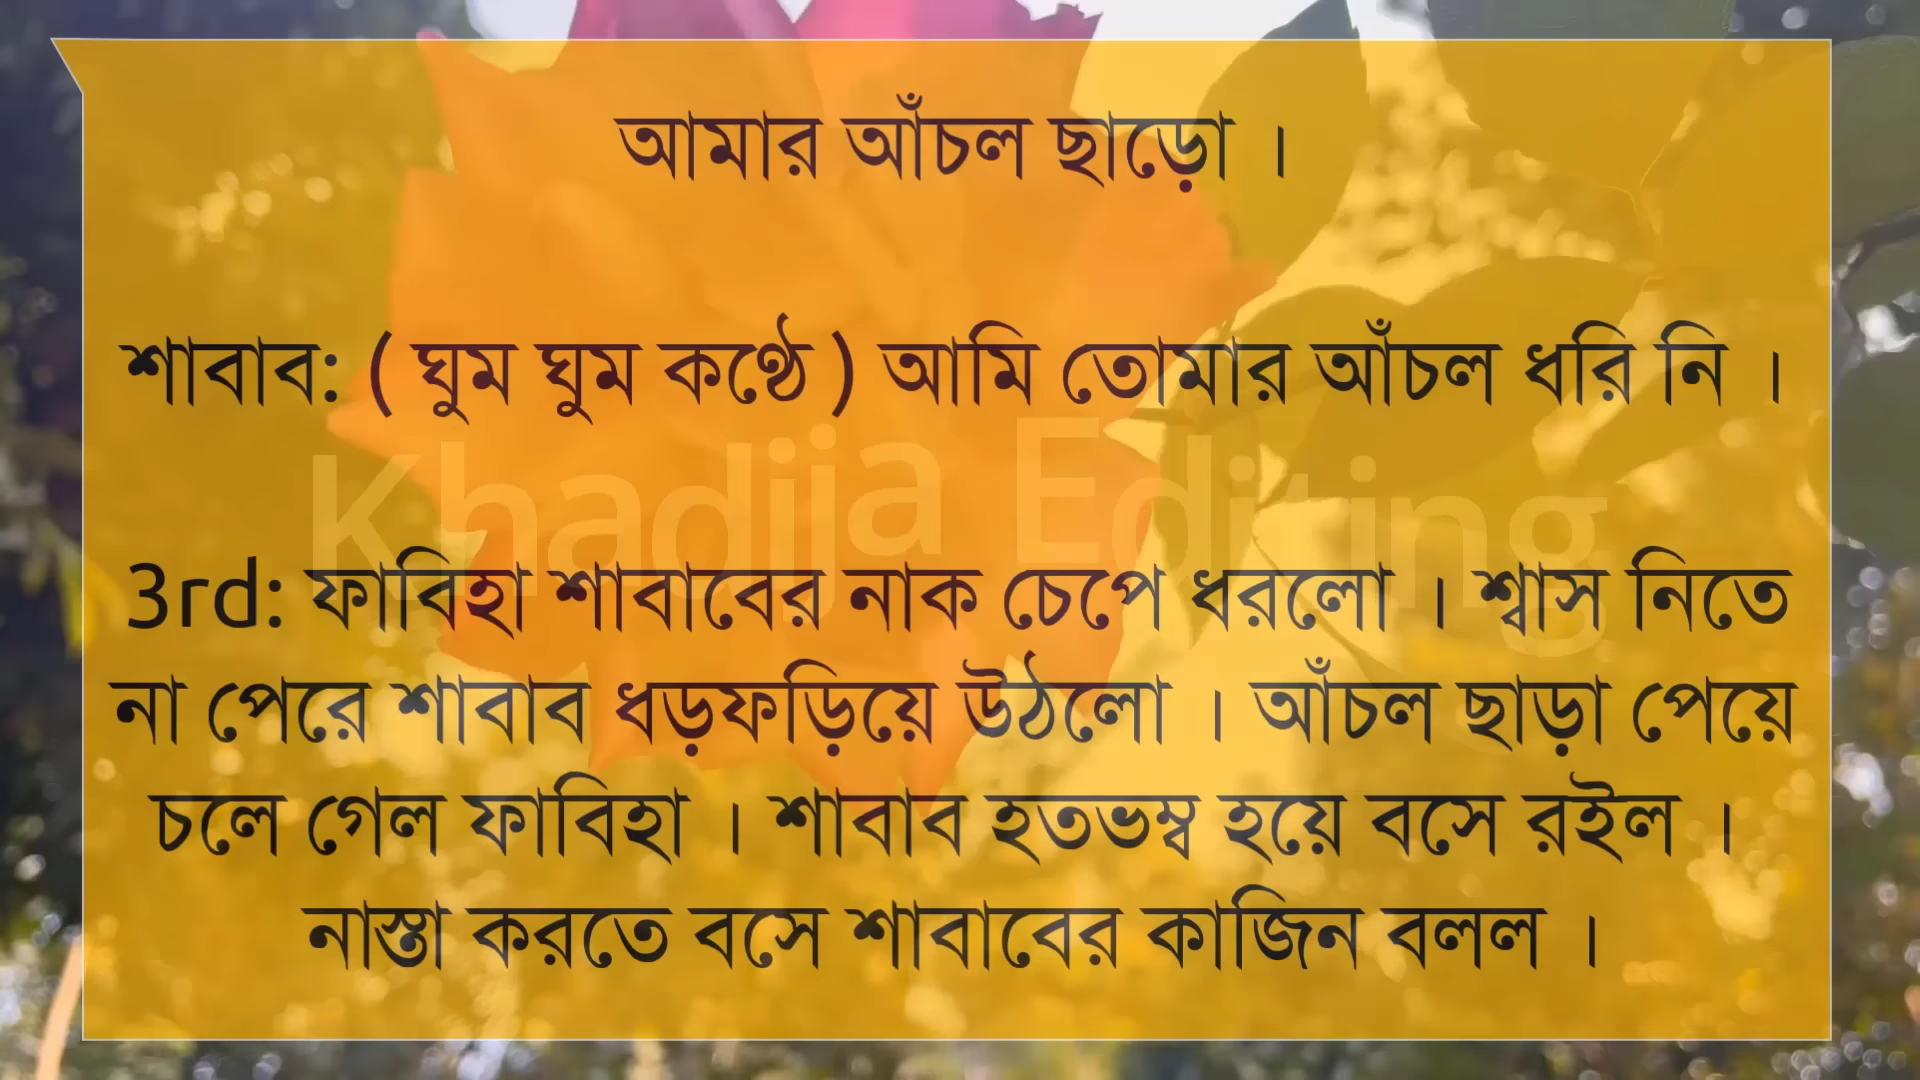 আমার আঁচল ছাড়ো ।
শাবাব: ( ঘুম ঘুম কণ্ঠে ) আমি তোমার আঁচল ধরি নি ।
Khadija Editing
3rd: ফাবিহা শাবাবের নাক চেপে ধরলো । শ্বাস নিতে
না পেরে শাবাব ধড়ফড়িয়ে উঠলো । আঁচল ছাড়া পেয়ে
চলে গেল ফাবিহা । শাবাব হতভম্ব হয়ে বসে রইল ।
নাস্তা করতে বসে শাবাবের কাজিন বলল ।